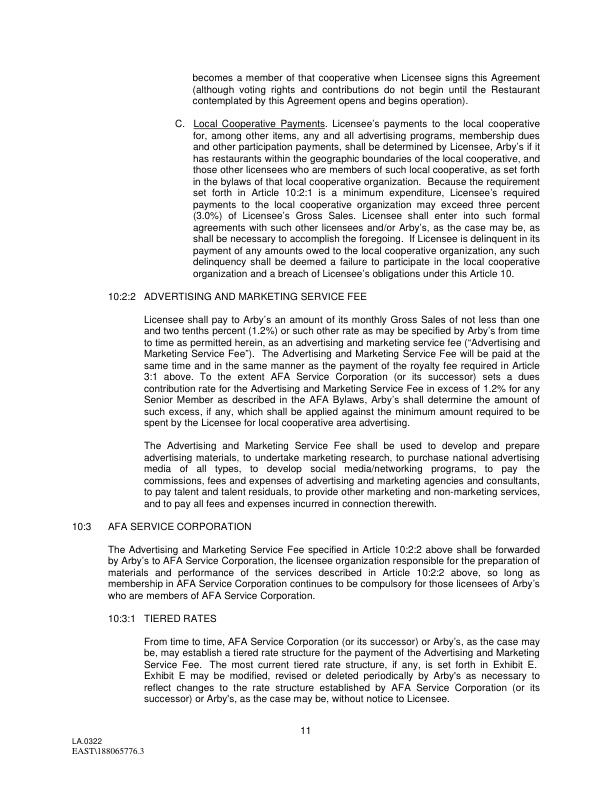 becomes a member of that cooperative when Licensee signs this Agreement
(although voting rights and contributions do not begin until the Restaurant
contemplated by this Agreement opens and begins operation).
C. Local Cooperative Payments. Licensee's payments to the local cooperative
for, among other items, any and all advertising programs, membership dues
and other participation payments, shall be determined by Licensee, Arby's if it
has restaurants within the geographic boundaries of the local cooperative, and
those other licensees who are members of such local cooperative, as set forth
in the bylaws of that local cooperative organization. Because the requirement
set forth in Article 10:2:1 is a minimum expenditure, Licensee's required
payments to the local cooperative organization may exceed three percent
(3.0%) of Licensee's Gross Sales. Licensee shall enter into such formal
agreements with such other licensees and/or Arby's, as the case may be, as
shall be necessary to accomplish the foregoing. If Licensee is delinquent in its
payment of any amounts owed to the local cooperative organization, any such
delinquency shall be deemed a failure to participate in the local cooperative
organization and a breach of Licensee's obligations under this Article 10.
10:2:2 ADVERTISING AND MARKETING SERVICE FEE
Licensee shall pay to Arby's an amount of its monthly Gross Sales of not less than one
and two tenths percent (1.2%) or such other rate as may be specified by Arby's from time
to time as permitted herein, as an advertising and marketing service fee ("Advertising and
Marketing Service Fee"). The Advertising and Marketing Service Fee will be paid at the
same time and in the same manner as the payment of the royalty fee required in Article
3:1 above. To the extent AFA Service Corporation (or its successor) sets a dues
contribution rate for the Advertising and Marketing Service Fee in excess of 1.2% for any
Senior Member as described in the AFA Bylaws, Arby's shall determine the amount of
such excess, if any, which shall be applied against the minimum amount required to be
spent by the Licensee for local cooperative area advertising.
The Advertising and Marketing Service Fee shall be used to develop and prepare
advertising materials, to undertake marketing research, to purchase national advertising
media of all types, to develop social media/networking programs, to pay the
commissions, fees and expenses of advertising and marketing agencies and consultants,
to pay talent and talent residuals, to provide other marketing and non-marketing services,
and to pay all fees and expenses incurred in connection therewith.
10:3 AFA SERVICE CORPORATION
The Advertising and Marketing Service Fee specified in Article 10:2:2 above shall be forwarded
by Arby's to AFA Service Corporation, the licensee organization responsible for the preparation of
materials and performance of the services described in Article 10:2:2 above, so long as
membership in AFA Service Corporation continues to be compulsory for those licensees of Arby's
who are members of AFA Service Corporation.
10:3:1 TIERED RATES
From time to time, AFA Service Corporation (or its successor) or Arby's, as the case may
be, may establish a tiered rate structure for the payment of the Advertising and Marketing
Service Fee. The most current tiered rate structure, if any, is set forth in Exhibit E.
Exhibit E may be modified, revised or deleted periodically by Arby's as necessary to
reflect changes to the rate structure established by AFA Service Corporation (or its
successor) or Arby's, as the case may be, without notice to Licensee.
11
LA.0322
EAST\188065776.3